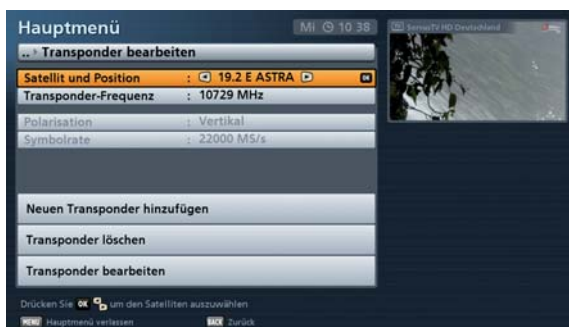 Hauptmenü
Mi 10 38
ServusTV HD Deutschland
.. › Transponder bearbeiten
Satellit und Position : 19.2 E ASTRA OK
Transponder-Frequenz : 10729 MHz
Polarisation : Vertikal
Symbolrate : 22000 MS/s
Neuen Transponder hinzufügen
Transponder löschen
Transponder bearbeiten
Drücken Sie OK um den Satelliten auszuwählen
MENU Hauptmenü verlassen
BACK Zurück